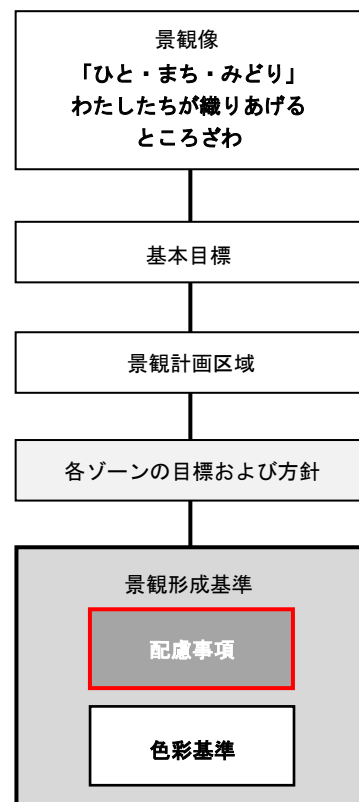 景観像
「ひと・まち・みどり」
わたしたちが織りあげる
ところざわ
基本目標
景観計画区域
各ゾーンの目標および方針
景観形成基準
配慮事項
色彩基準